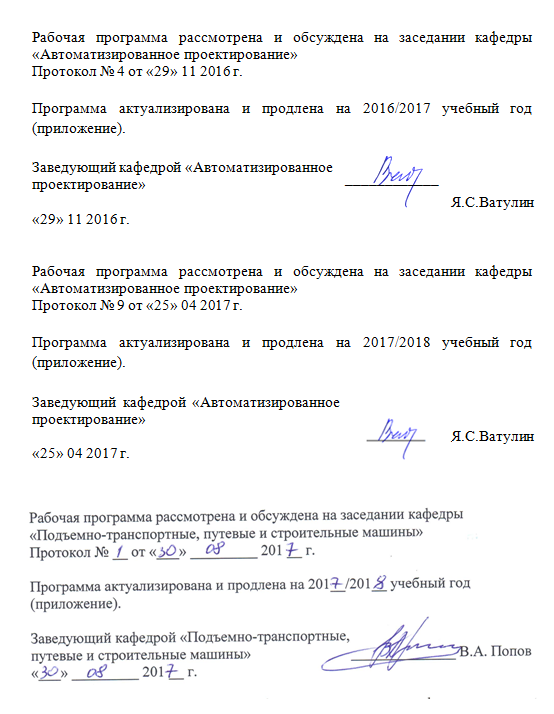 Рабочая программа рассмотрена и обсуждена на заседании кафедры
«Автоматизированное проектирование»
Протокол № 4 от «29» 11 2016 г.
Программа актуализирована и продлена на 2016/2017 учебный год
(приложение).
Заведующий кафедрой «Автоматизированное
проектирование» ____________
Я.С.Ватулин
«29» 11 2016 г.
Рабочая программа рассмотрена и обсуждена на заседании кафедры
«Автоматизированное проектирование»
Протокол № 9 от «25» 04 2017 г.
Программа актуализирована и продлена на 2017/2018 учебный год
(приложение).
Заведующий кафедрой «Автоматизированное
проектирование»
________ Я.С.Ватулин
«25» 04 2017 г.
Рабочая программа рассмотрена и обсуждена на заседании кафедры
«Подъемно-транспортные, путевые и строительные машины»
Протокол № 1 от «30» 08 2017 г.
Программа актуализирована и продлена на 2017/2018 учебный год
(приложение).
Заведующий кафедрой «Подъемно-транспортные,
путевые и строительные машины» ______________ В.А. Попов
«30» 08 2017 г.